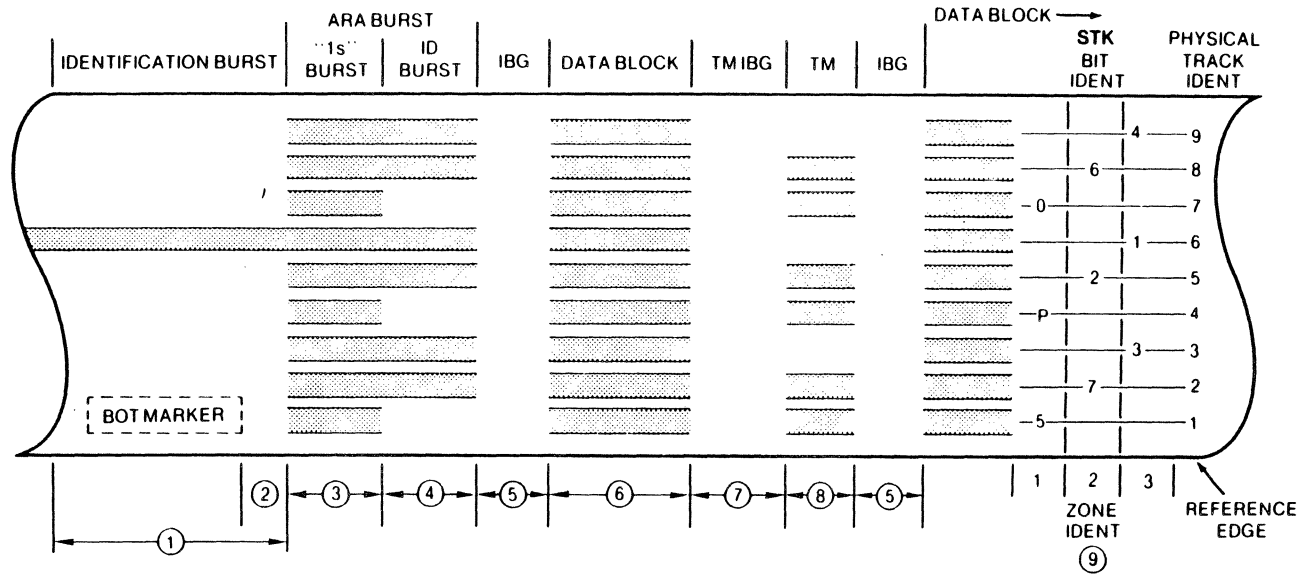 DATA BLOCK
ARA BURST
IDENTIFICATION BURST
"1s" BURST
ID BURST
IBG
DATA BLOCK
TM IBG
TM
IBG
STK BIT IDENT
PHYSICAL TRACK IDENT
4 9
6 8
0 7
1 6
2 5
P 4
3 3
7 2
5 1
BOT MARKER
1 2 3
ZONE IDENT
9
REFERENCE EDGE
2 3 4 5 6 7 8 5
1